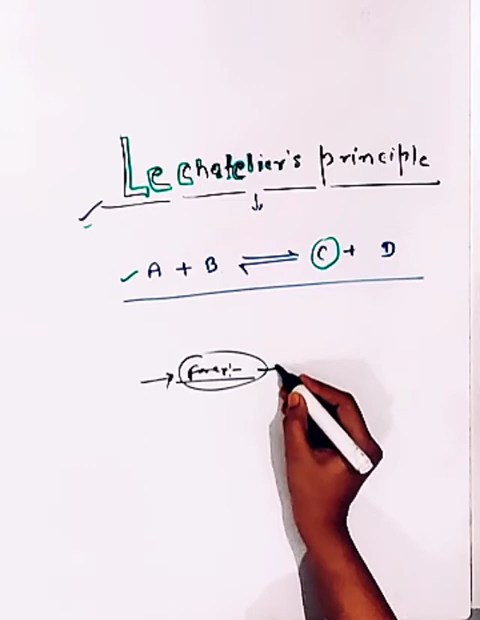 Le chatelier's principle
A + B ⇌ C + D